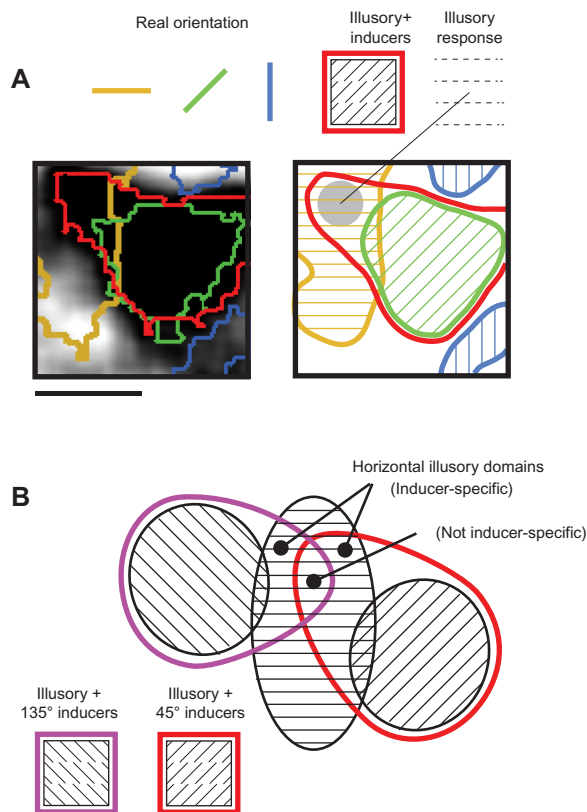 Real orientation
Illusory+
inducers
Illusory
response
A
B
Horizontal illusory domains
(Inducer-specific)
(Not inducer-specific)
Illusory +
135° inducers
Illusory +
45° inducers